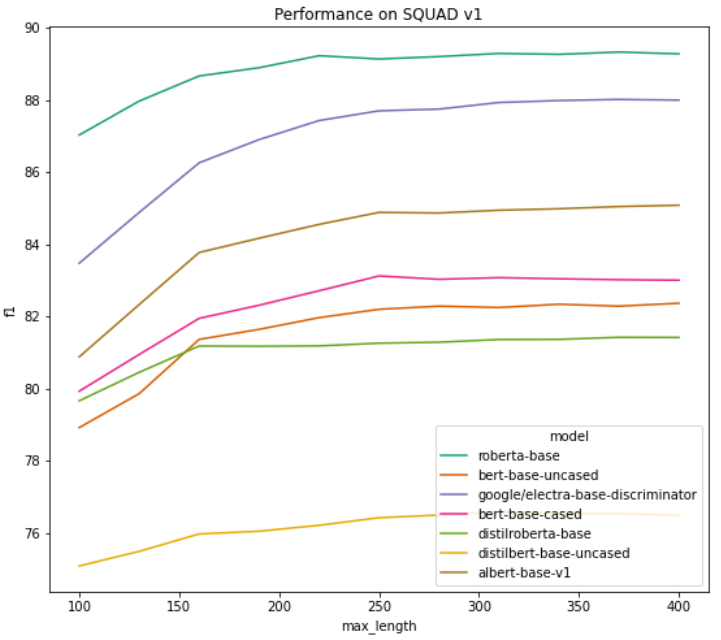 Performance on SQUAD v1
90
88
86
84
82
80
78
76
f1
model
roberta-base
bert-base-uncased
google/electra-base-discriminator
bert-base-cased
distilroberta-base
distilbert-base-uncased
albert-base-v1
100 150 200 250 300 350 400
max_length